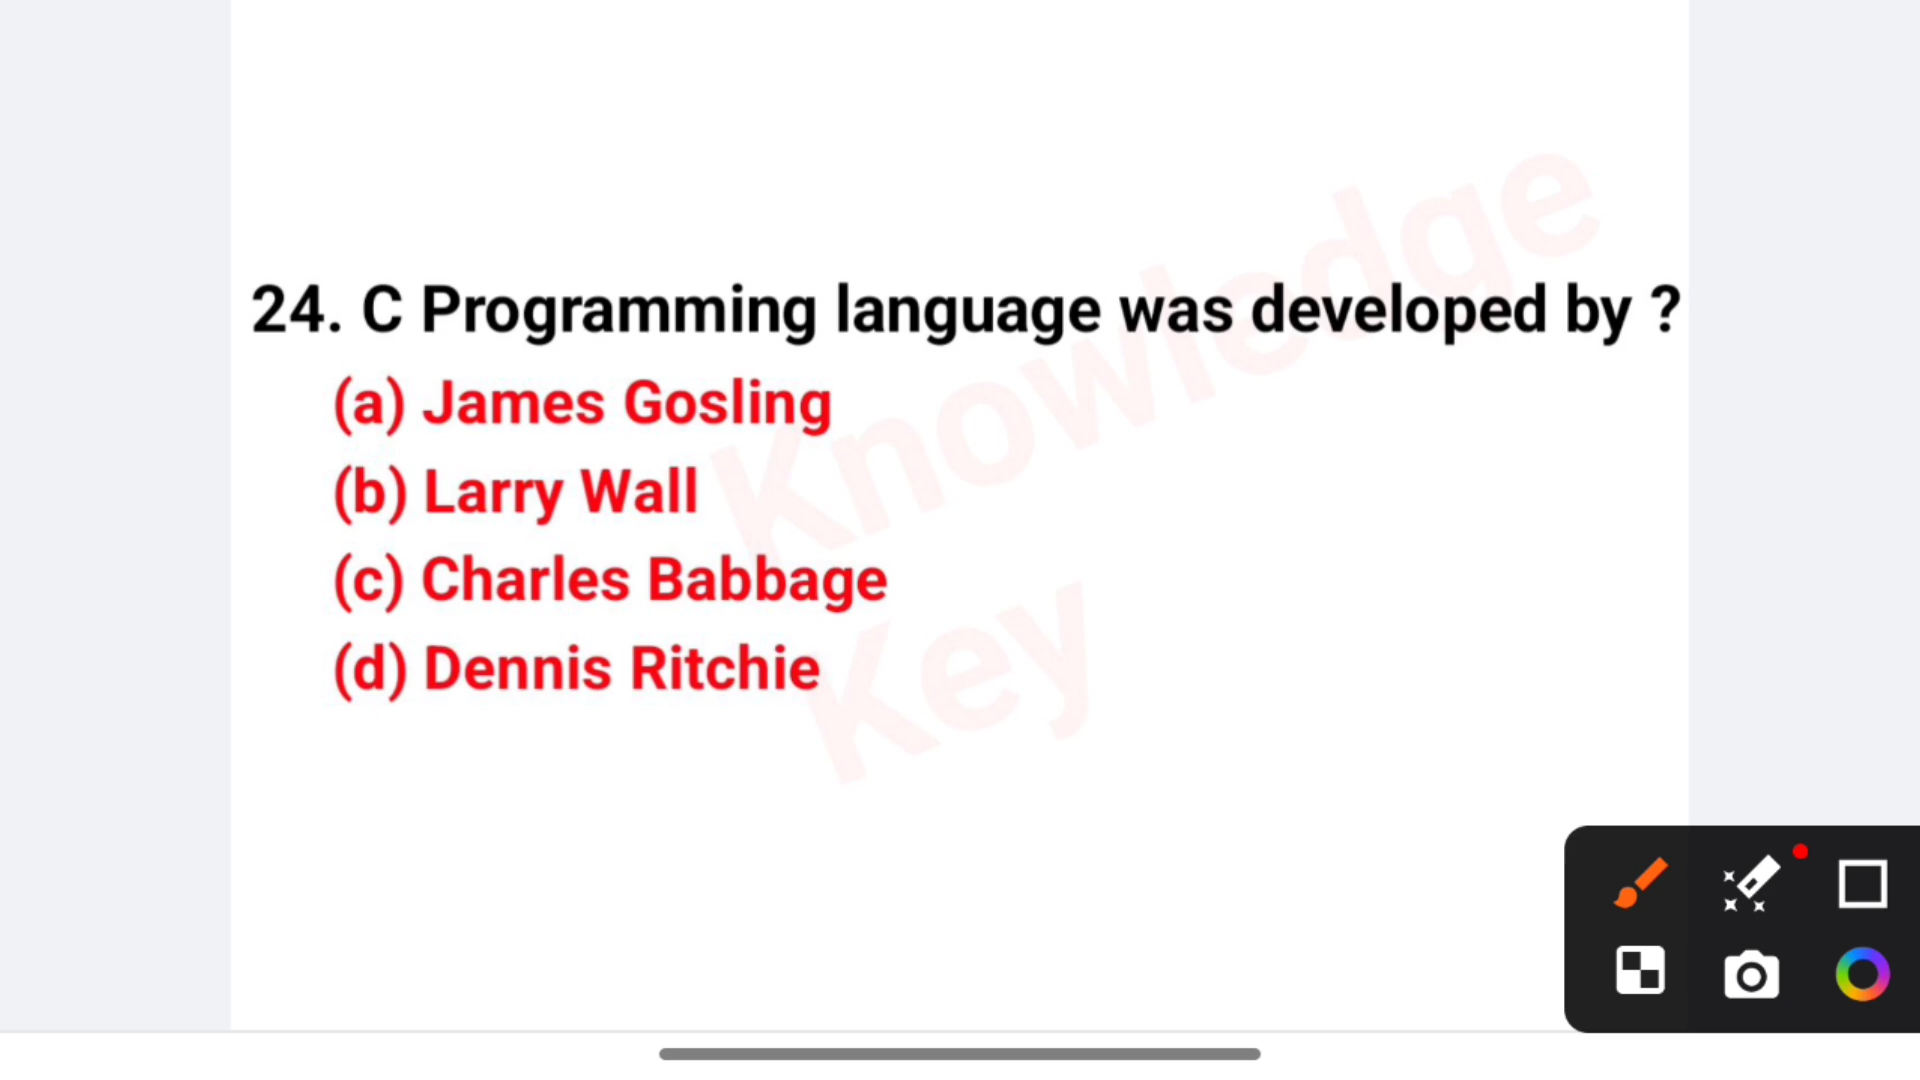 24. C Programming language was developed by ?
(a) James Gosling
(b) Larry Wall
(c) Charles Babbage
(d) Dennis Ritchie
Knowledge
Key